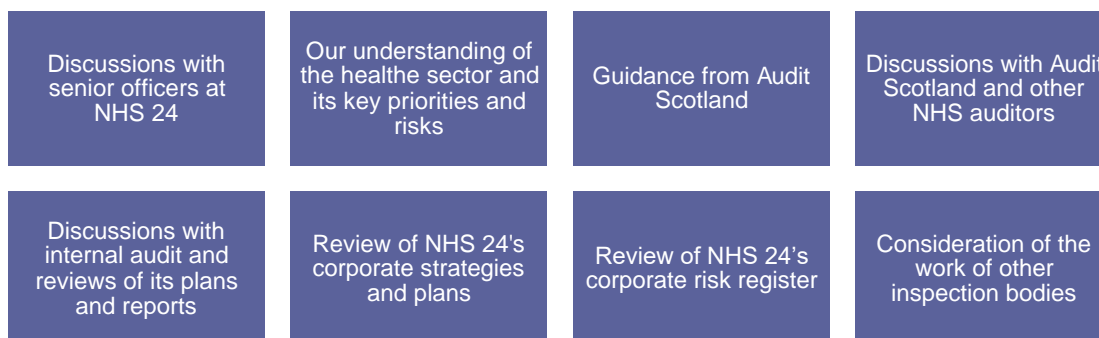 Discussions with
senior officers at
NHS 24
Our understanding of
the healthe sector and
its key priorities and
risks
Guidance from Audit
Scotland
Discussions with Audit
Scotland and other
NHS auditors
Discussions with
internal audit and
reviews of its plans
and reports
Review of NHS 24's
corporate strategies
and plans
Review of NHS 24’s
corporate risk register
Consideration of the
work of other
inspection bodies